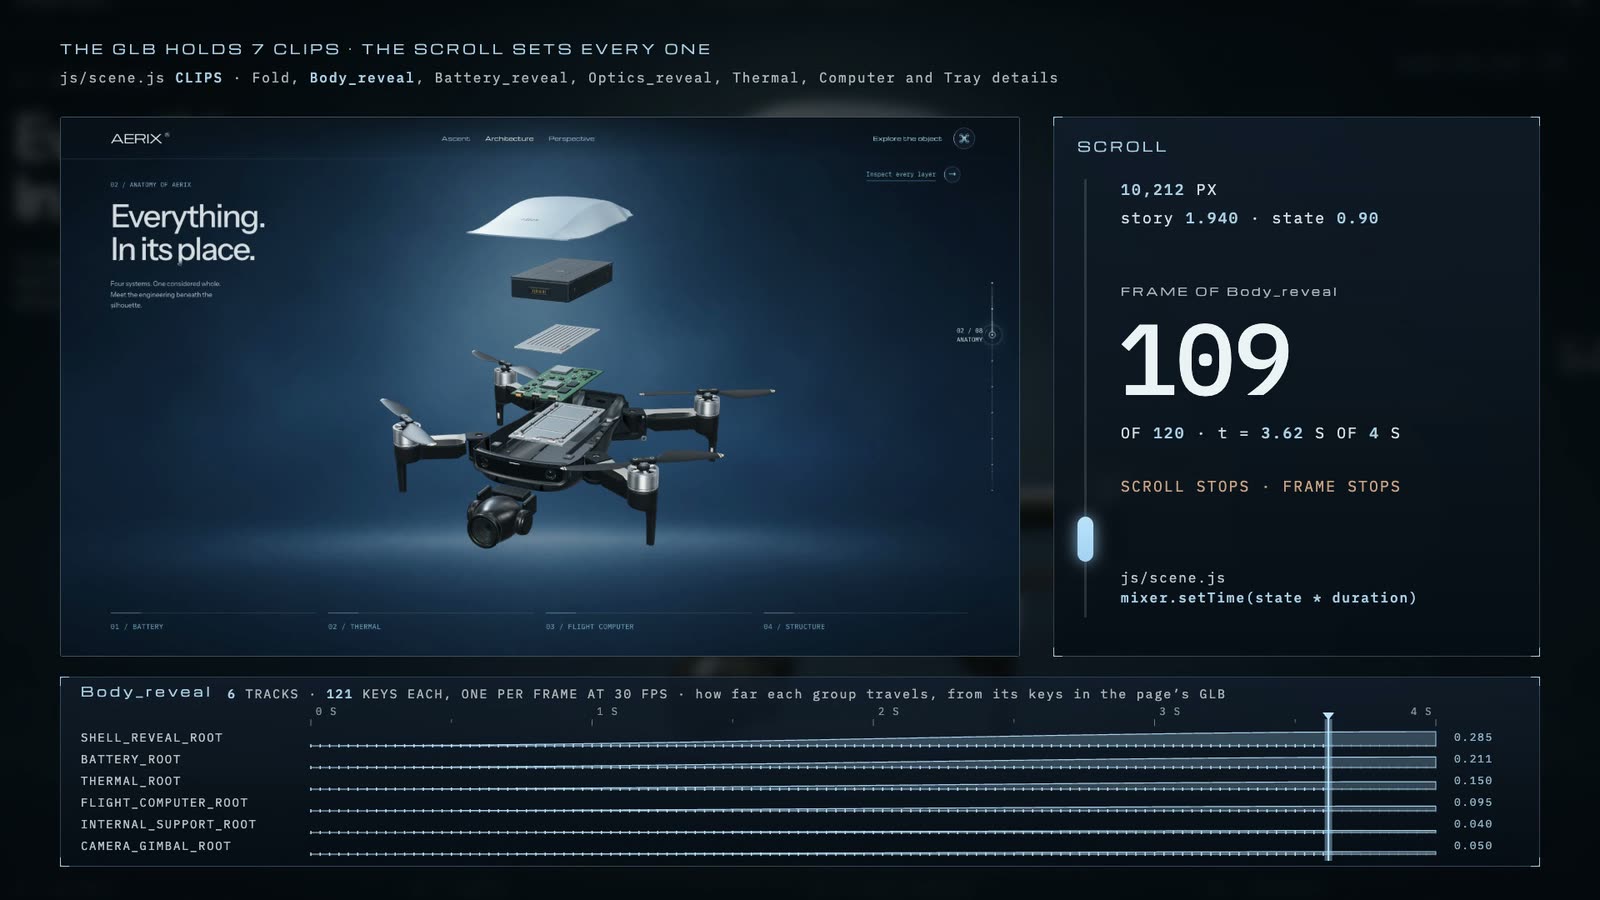 THE GLB HOLDS 7 CLIPS · THE SCROLL SETS EVERY ONE
js/scene.js CLIPS · Fold, Body_reveal, Battery_reveal, Optics_reveal, Thermal, Computer and Tray details
AERIX®
Ascent Architecture Perspective
Explore the object
Inspect every layer
02 / ANATOMY OF AERIX
Everything.
In its place.
Four systems. One considered whole.
Meet the engineering beneath the
silhouette.
02 / 08
ANATOMY
01 / BATTERY
02 / THERMAL
03 / FLIGHT COMPUTER
04 / STRUCTURE
SCROLL
10,212 PX
story 1.940 · state 0.90
FRAME OF Body_reveal
109
OF 120 · t = 3.62 S OF 4 S
SCROLL STOPS · FRAME STOPS
js/scene.js
mixer.setTime(state * duration)
Body_reveal 6 TRACKS · 121 KEYS EACH, ONE PER FRAME AT 30 FPS · how far each group travels, from its keys in the page's GLB
0 S 1 S 2 S 3 S 4 S
SHELL_REVEAL_ROOT 0.285
BATTERY_ROOT 0.211
THERMAL_ROOT 0.150
FLIGHT_COMPUTER_ROOT 0.095
INTERNAL_SUPPORT_ROOT 0.040
CAMERA_GIMBAL_ROOT 0.050